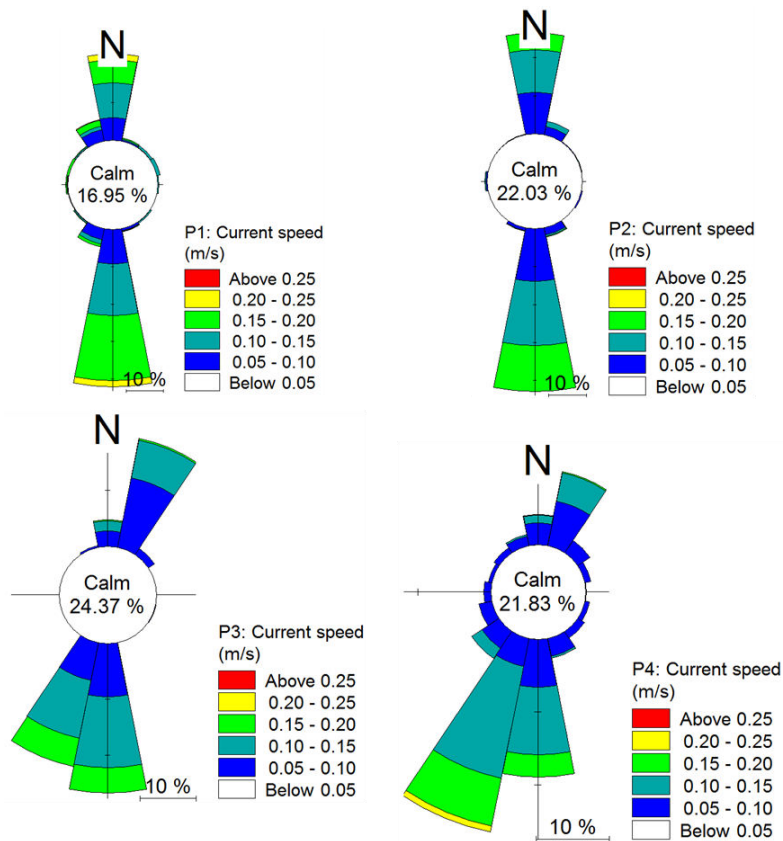 N
Calm
16.95 %
P1: Current speed
(m/s)
Above 0.25
0.20 - 0.25
0.15 - 0.20
0.10 - 0.15
0.05 - 0.10
Below 0.05
10 %
N
Calm
22.03 %
P2: Current speed
(m/s)
Above 0.25
0.20 - 0.25
0.15 - 0.20
0.10 - 0.15
0.05 - 0.10
Below 0.05
10 %
N
Calm
24.37 %
P3: Current speed
(m/s)
Above 0.25
0.20 - 0.25
0.15 - 0.20
0.10 - 0.15
0.05 - 0.10
Below 0.05
10 %
N
Calm
21.83 %
P4: Current speed
(m/s)
Above 0.25
0.20 - 0.25
0.15 - 0.20
0.10 - 0.15
0.05 - 0.10
Below 0.05
10 %